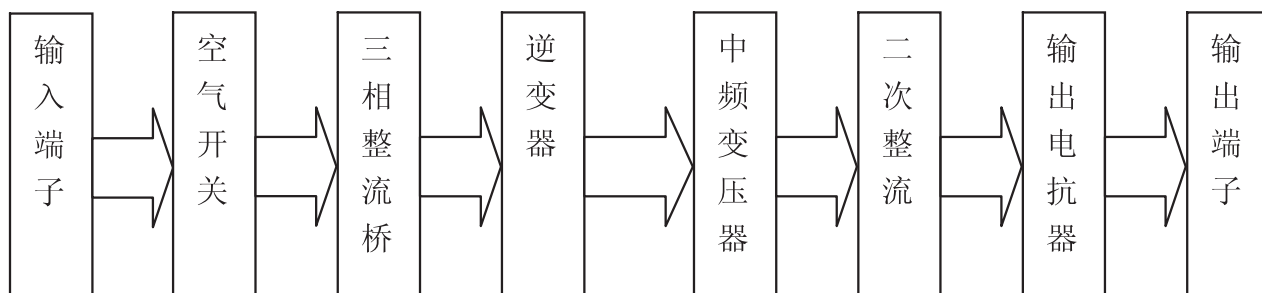 输入端子
空气开关
三相整流桥
逆变器
中频变压器
二次整流
输出电抗器
输出端子